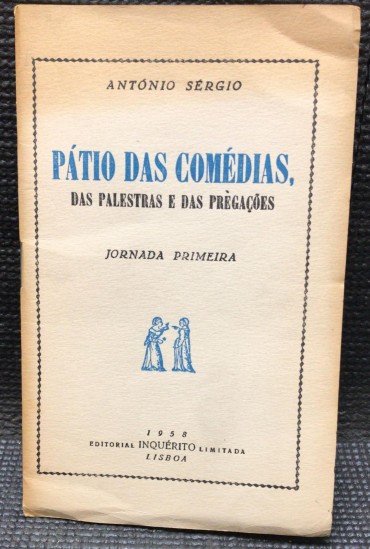 ANTÓNIO SÉRGIO
PÁTIO DAS COMÉDIAS,
DAS PALESTRAS E DAS PRÈGAÇÕES
JORNADA PRIMEIRA
1958
EDITORIAL INQUÉRITO LIMITADA
LISBOA